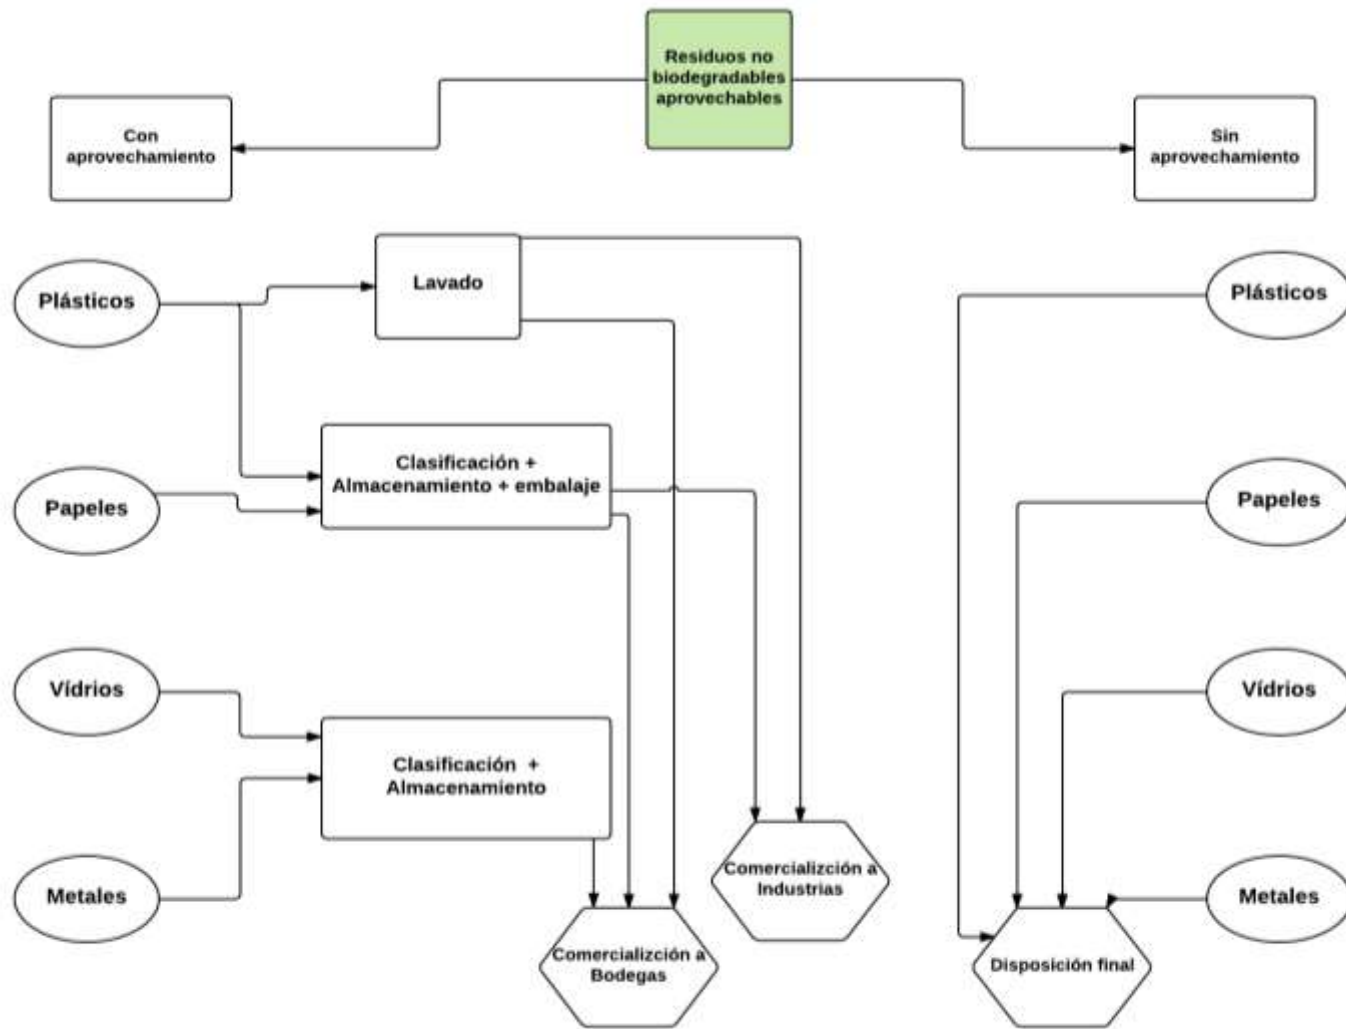 Residuos no
biodegradables
aprovechables
Con
aprovechamiento
Sin
aprovechamiento
Lavado
Plásticos
Plásticos
Clasificación +
Almacenamiento + embalaje
Papeles
Papeles
Vídrios
Vídrios
Clasificación +
Almacenamiento
Comercializción a
Industrias
Metales
Metales
Comercializción a
Bodegas
Disposición final